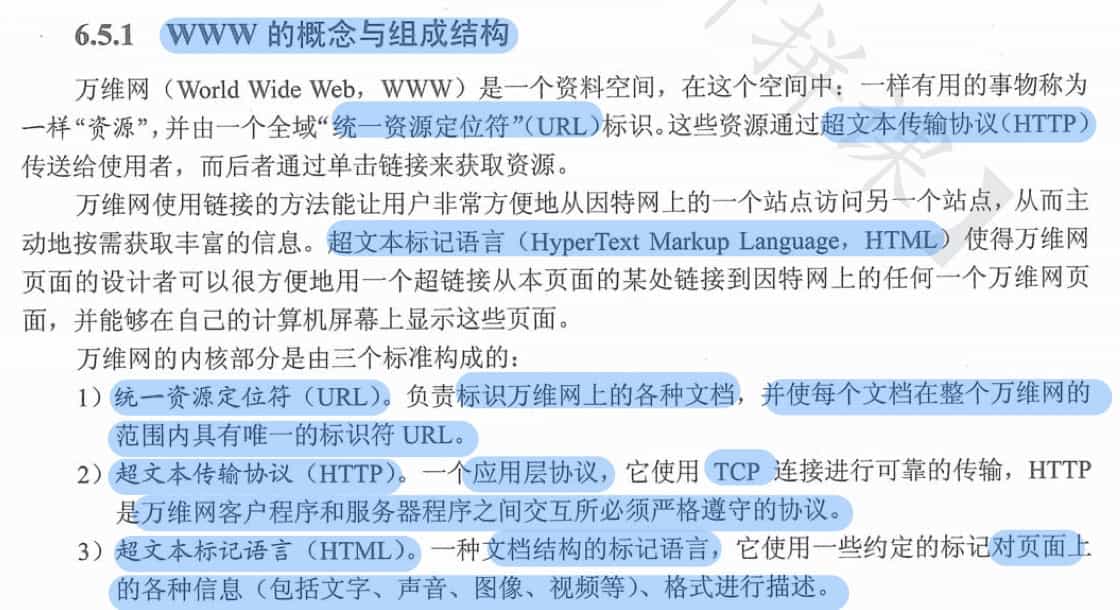 6.5.1 WWW 的概念与组成结构
万维网（World Wide Web，WWW）是一个资料空间，在这个空间中：一样有用的事物称为
一样“资源”，并由一个全域“统一资源定位符”（URL）标识。这些资源通过超文本传输协议（HTTP）
传送给使用者，而后者通过单击链接来获取资源。
万维网使用链接的方法能让用户非常方便地从因特网上的一个站点访问另一个站点，从而主
动地按需获取丰富的信息。超文本标记语言（HyperText Markup Language，HTML）使得万维网
页面的设计者可以很方便地用一个超链接从本页面的某处链接到因特网上的任何一个万维网页
面，并能够在自己的计算机屏幕上显示这些页面。
万维网的内核部分是由三个标准构成的：
1）统一资源定位符（URL）。负责标识万维网上的各种文档，并使每个文档在整个万维网的
范围内具有唯一的标识符 URL。
2）超文本传输协议（HTTP）。一个应用层协议，它使用 TCP 连接进行可靠的传输，HTTP
是万维网客户程序和服务器程序之间交互所必须严格遵守的协议。
3）超文本标记语言（HTML）。一种文档结构的标记语言，它使用一些约定的标记对页面上
的各种信息（包括文字、声音、图像、视频等）、格式进行描述。
拼课】